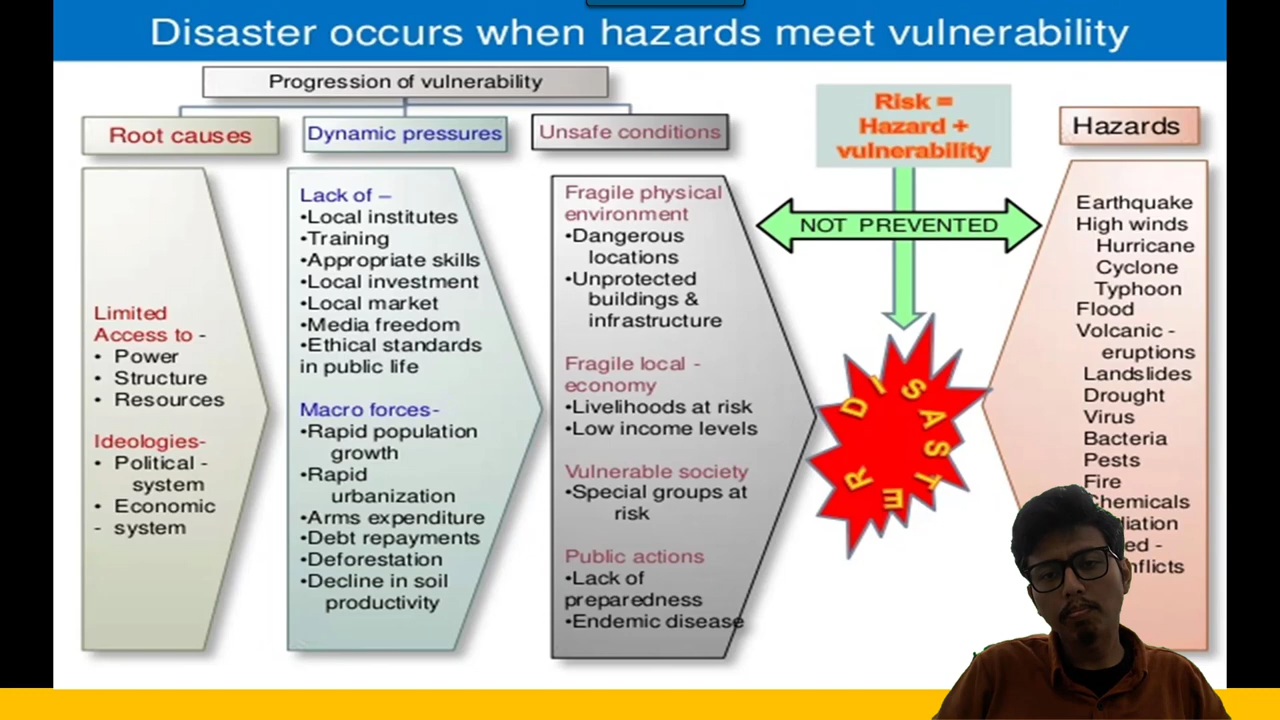 Disaster occurs when hazards meet vulnerability
Progression of vulnerability
Root causes
Limited
Access to -
• Power
• Structure
• Resources
Ideologies-
• Political -
system
• Economic
- system
Dynamic pressures
Lack of –
•Local institutes
•Training
•Appropriate skills
•Local investment
•Local market
•Media freedom
•Ethical standards
in public life
Macro forces-
•Rapid population
growth
•Rapid
urbanization
•Arms expenditure
•Debt repayments
•Deforestation
•Decline in soil
productivity
Unsafe conditions
Fragile physical
environment
•Dangerous
locations
•Unprotected
buildings &
infrastructure
Fragile local -
economy
•Livelihoods at risk
•Low income levels
Vulnerable society
•Special groups at
risk
Public actions
•Lack of
preparedness
•Endemic disease
Risk =
Hazard +
vulnerability
NOT PREVENTED
DISASTER
Hazards
Earthquake
High winds
Hurricane
Cyclone
Typhoon
Flood
Volcanic -
eruptions
Landslides
Drought
Virus
Bacteria
Pests
Fire
Chemicals